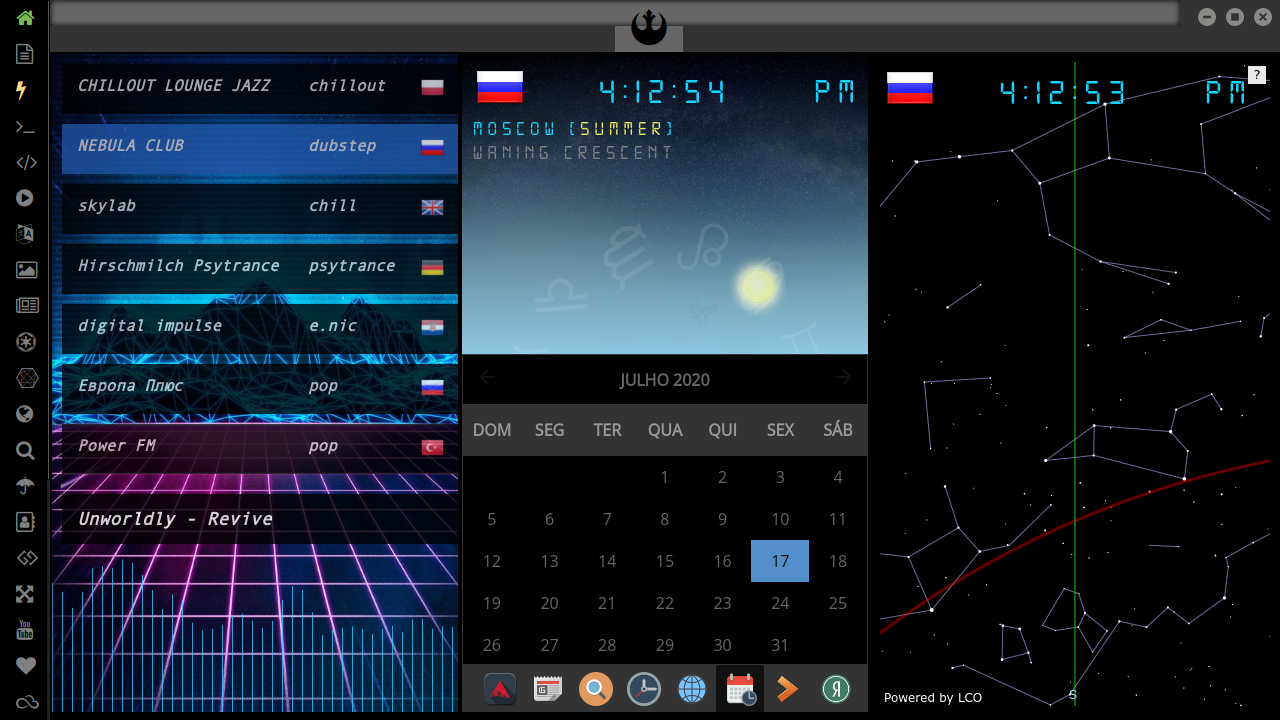 CHILLOUT LOUNGE JAZZ chillout
NEBULA CLUB dubstep
skylab chill
Hirschmilch Psytrance psytrance
digital impulse e.nic
Европа Плюс pop
Power FM pop
Unworldly - Revive
4:12:54 PM
MOSCOW (SUMMER)
WANING CRESCENT
JULHO 2020
DOM SEG TER QUA QUI SEX SÁB
1 2 3 4
5 6 7 8 9 10 11
12 13 14 15 16 17 18
19 20 21 22 23 24 25
26 27 28 29 30 31
Я
?
4:12:53 PM
S
Powered by LCO
You
Tube